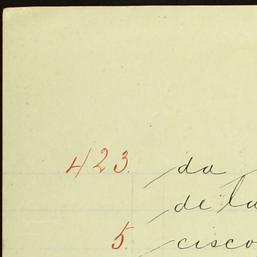 423. da
de la
5. cisco